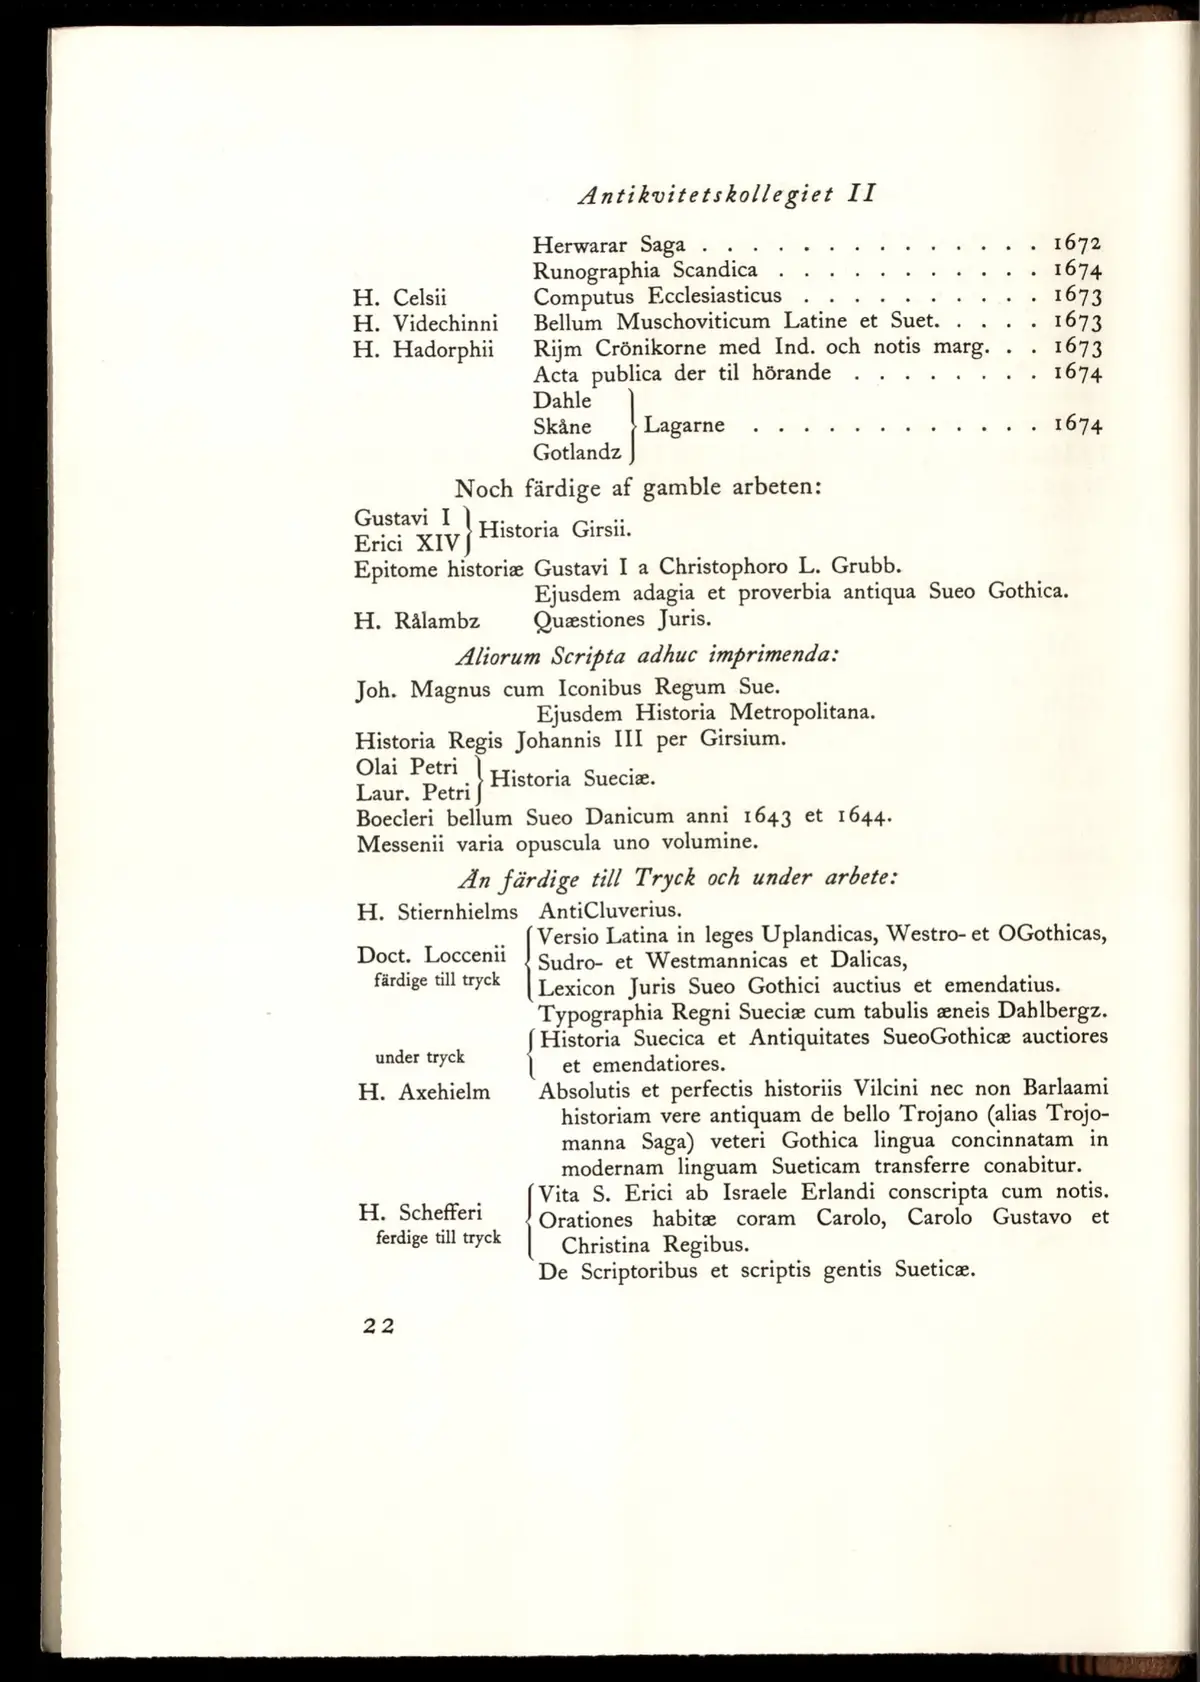 Antikvitetskollegiet II
Herwarar Saga . . . . . . . . . . . . . . 1672
Runographia Scandica . . . . . . . . . . . 1674
H. Celsii Computus Ecclesiasticus . . . . . . . . . . 1673
H. Videchinni Bellum Muschoviticum Latine et Suet. . . . . 1673
H. Hadorphii Rijm Crönikorne med Ind. och notis marg. . . 1673
Acta publica der til hörande . . . . . . . . 1674
Dahle
Skåne } Lagarne . . . . . . . . . . . . 1674
Gotlandz
Noch färdige af gamble arbeten:
Gustavi I
Erici XIV } Historia Girsii.
Epitome historiæ Gustavi I a Christophoro L. Grubb.
Ejusdem adagia et proverbia antiqua Sueo Gothica.
H. Rålambz Quæstiones Juris.
Aliorum Scripta adhuc imprimenda:
Joh. Magnus cum Iconibus Regum Sue.
Ejusdem Historia Metropolitana.
Historia Regis Johannis III per Girsium.
Olai Petri
Laur. Petri } Historia Sueciæ.
Boecleri bellum Sueo Danicum anni 1643 et 1644.
Messenii varia opuscula uno volumine.
Än färdige till Tryck och under arbete:
H. Stiernhielms AntiCluverius.
{ Versio Latina in leges Uplandicas, Westro- et OGothicas,
Doct. Loccenii Sudro- et Westmannicas et Dalicas,
färdige till tryck Lexicon Juris Sueo Gothici auctius et emendatius.
Typographia Regni Sueciæ cum tabulis æneis Dahlbergz.
{ Historia Suecica et Antiquitates SueoGothicæ auctiores
under tryck et emendatiores.
H. Axehielm Absolutis et perfectis historiis Vilcini nec non Barlaami
historiam vere antiquam de bello Trojano (alias Trojo-
manna Saga) veteri Gothica lingua concinnatam in
modernam linguam Sueticam transferre conabitur.
{ Vita S. Erici ab Israele Erlandi conscripta cum notis.
H. Schefferi Orationes habitæ coram Carolo, Carolo Gustavo et
ferdige till tryck Christina Regibus.
De Scriptoribus et scriptis gentis Sueticæ.
22